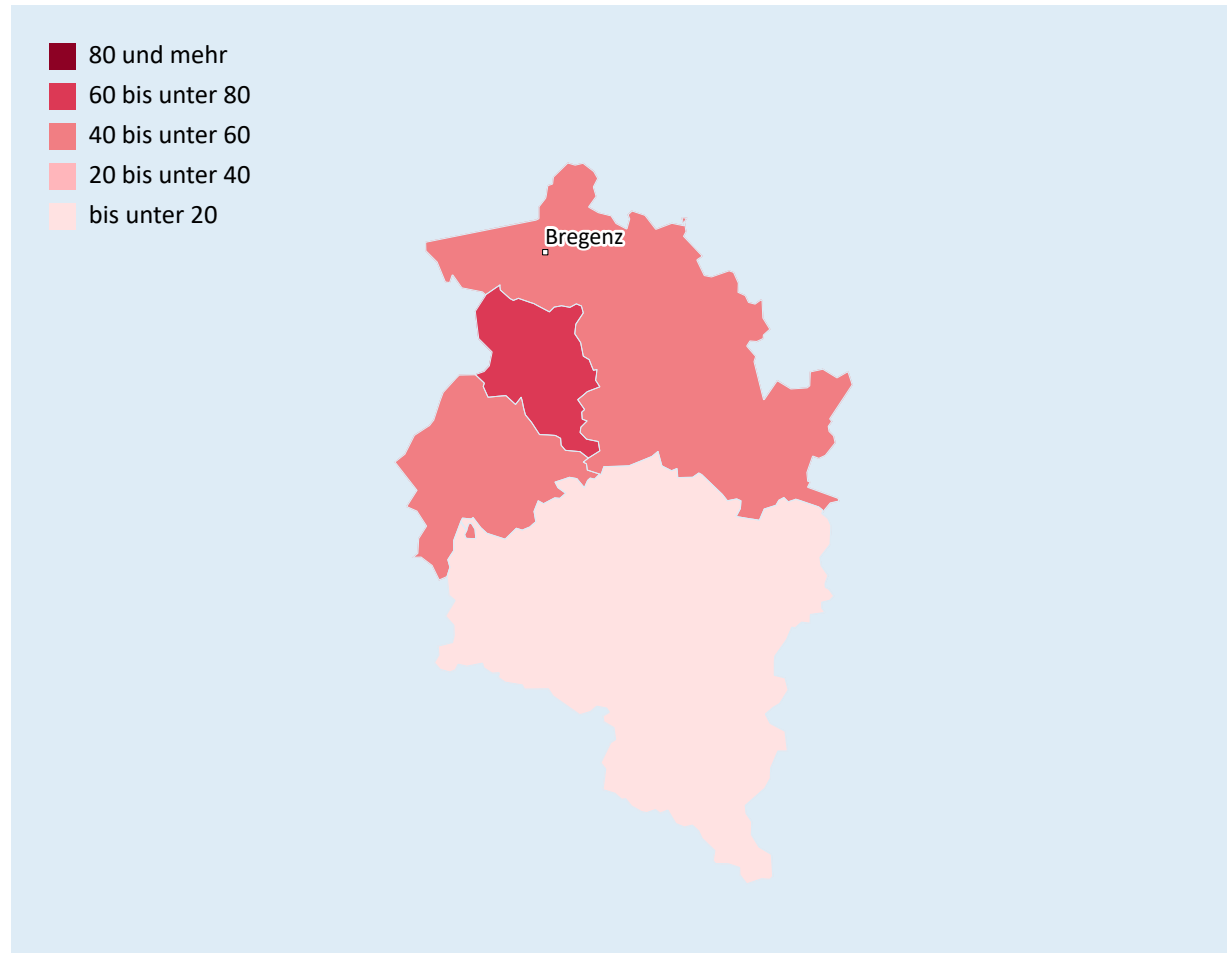 80 und mehr
60 bis unter 80
40 bis unter 60
20 bis unter 40
bis unter 20
Bregenz